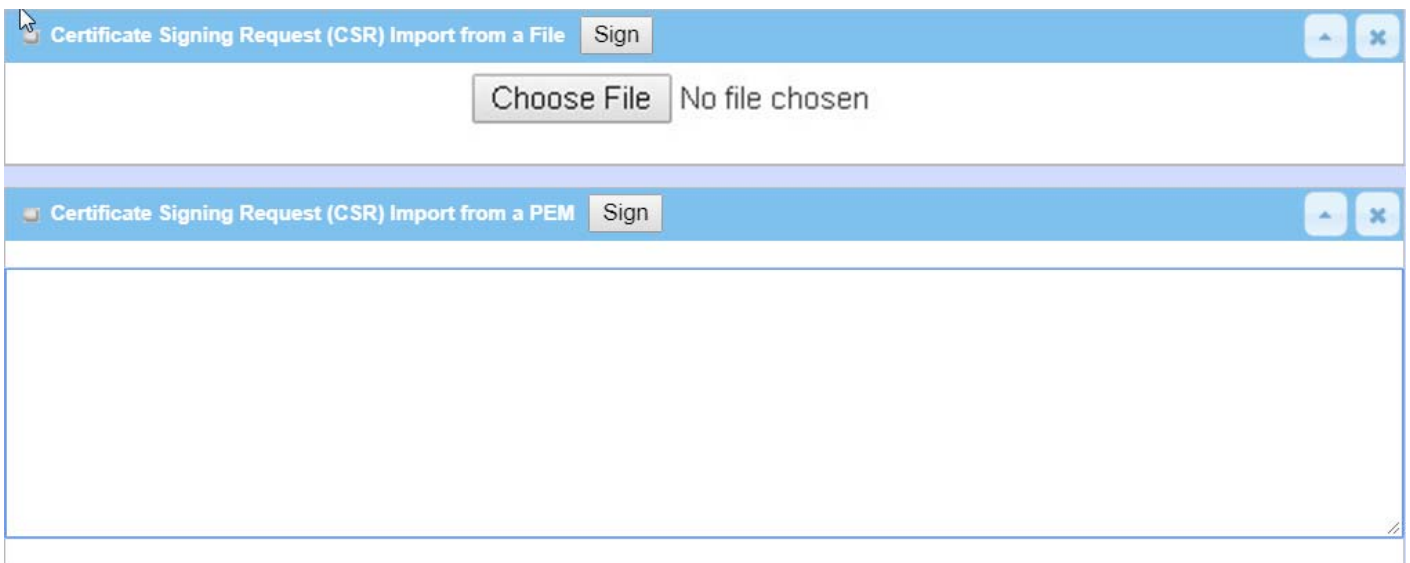 Certificate Signing Request (CSR) Import from a File Sign
Choose File No file chosen
Certificate Signing Request (CSR) Import from a PEM Sign